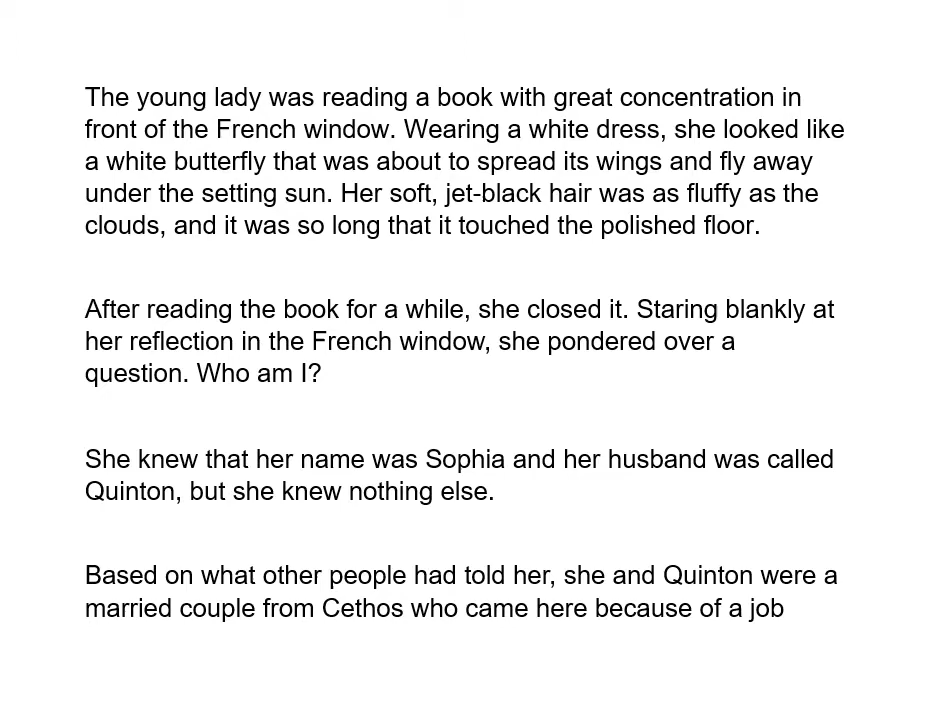 The young lady was reading a book with great concentration in
front of the French window. Wearing a white dress, she looked like
a white butterfly that was about to spread its wings and fly away
under the setting sun. Her soft, jet-black hair was as fluffy as the
clouds, and it was so long that it touched the polished floor.
After reading the book for a while, she closed it. Staring blankly at
her reflection in the French window, she pondered over a
question. Who am I?
She knew that her name was Sophia and her husband was called
Quinton, but she knew nothing else.
Based on what other people had told her, she and Quinton were a
married couple from Cethos who came here because of a job